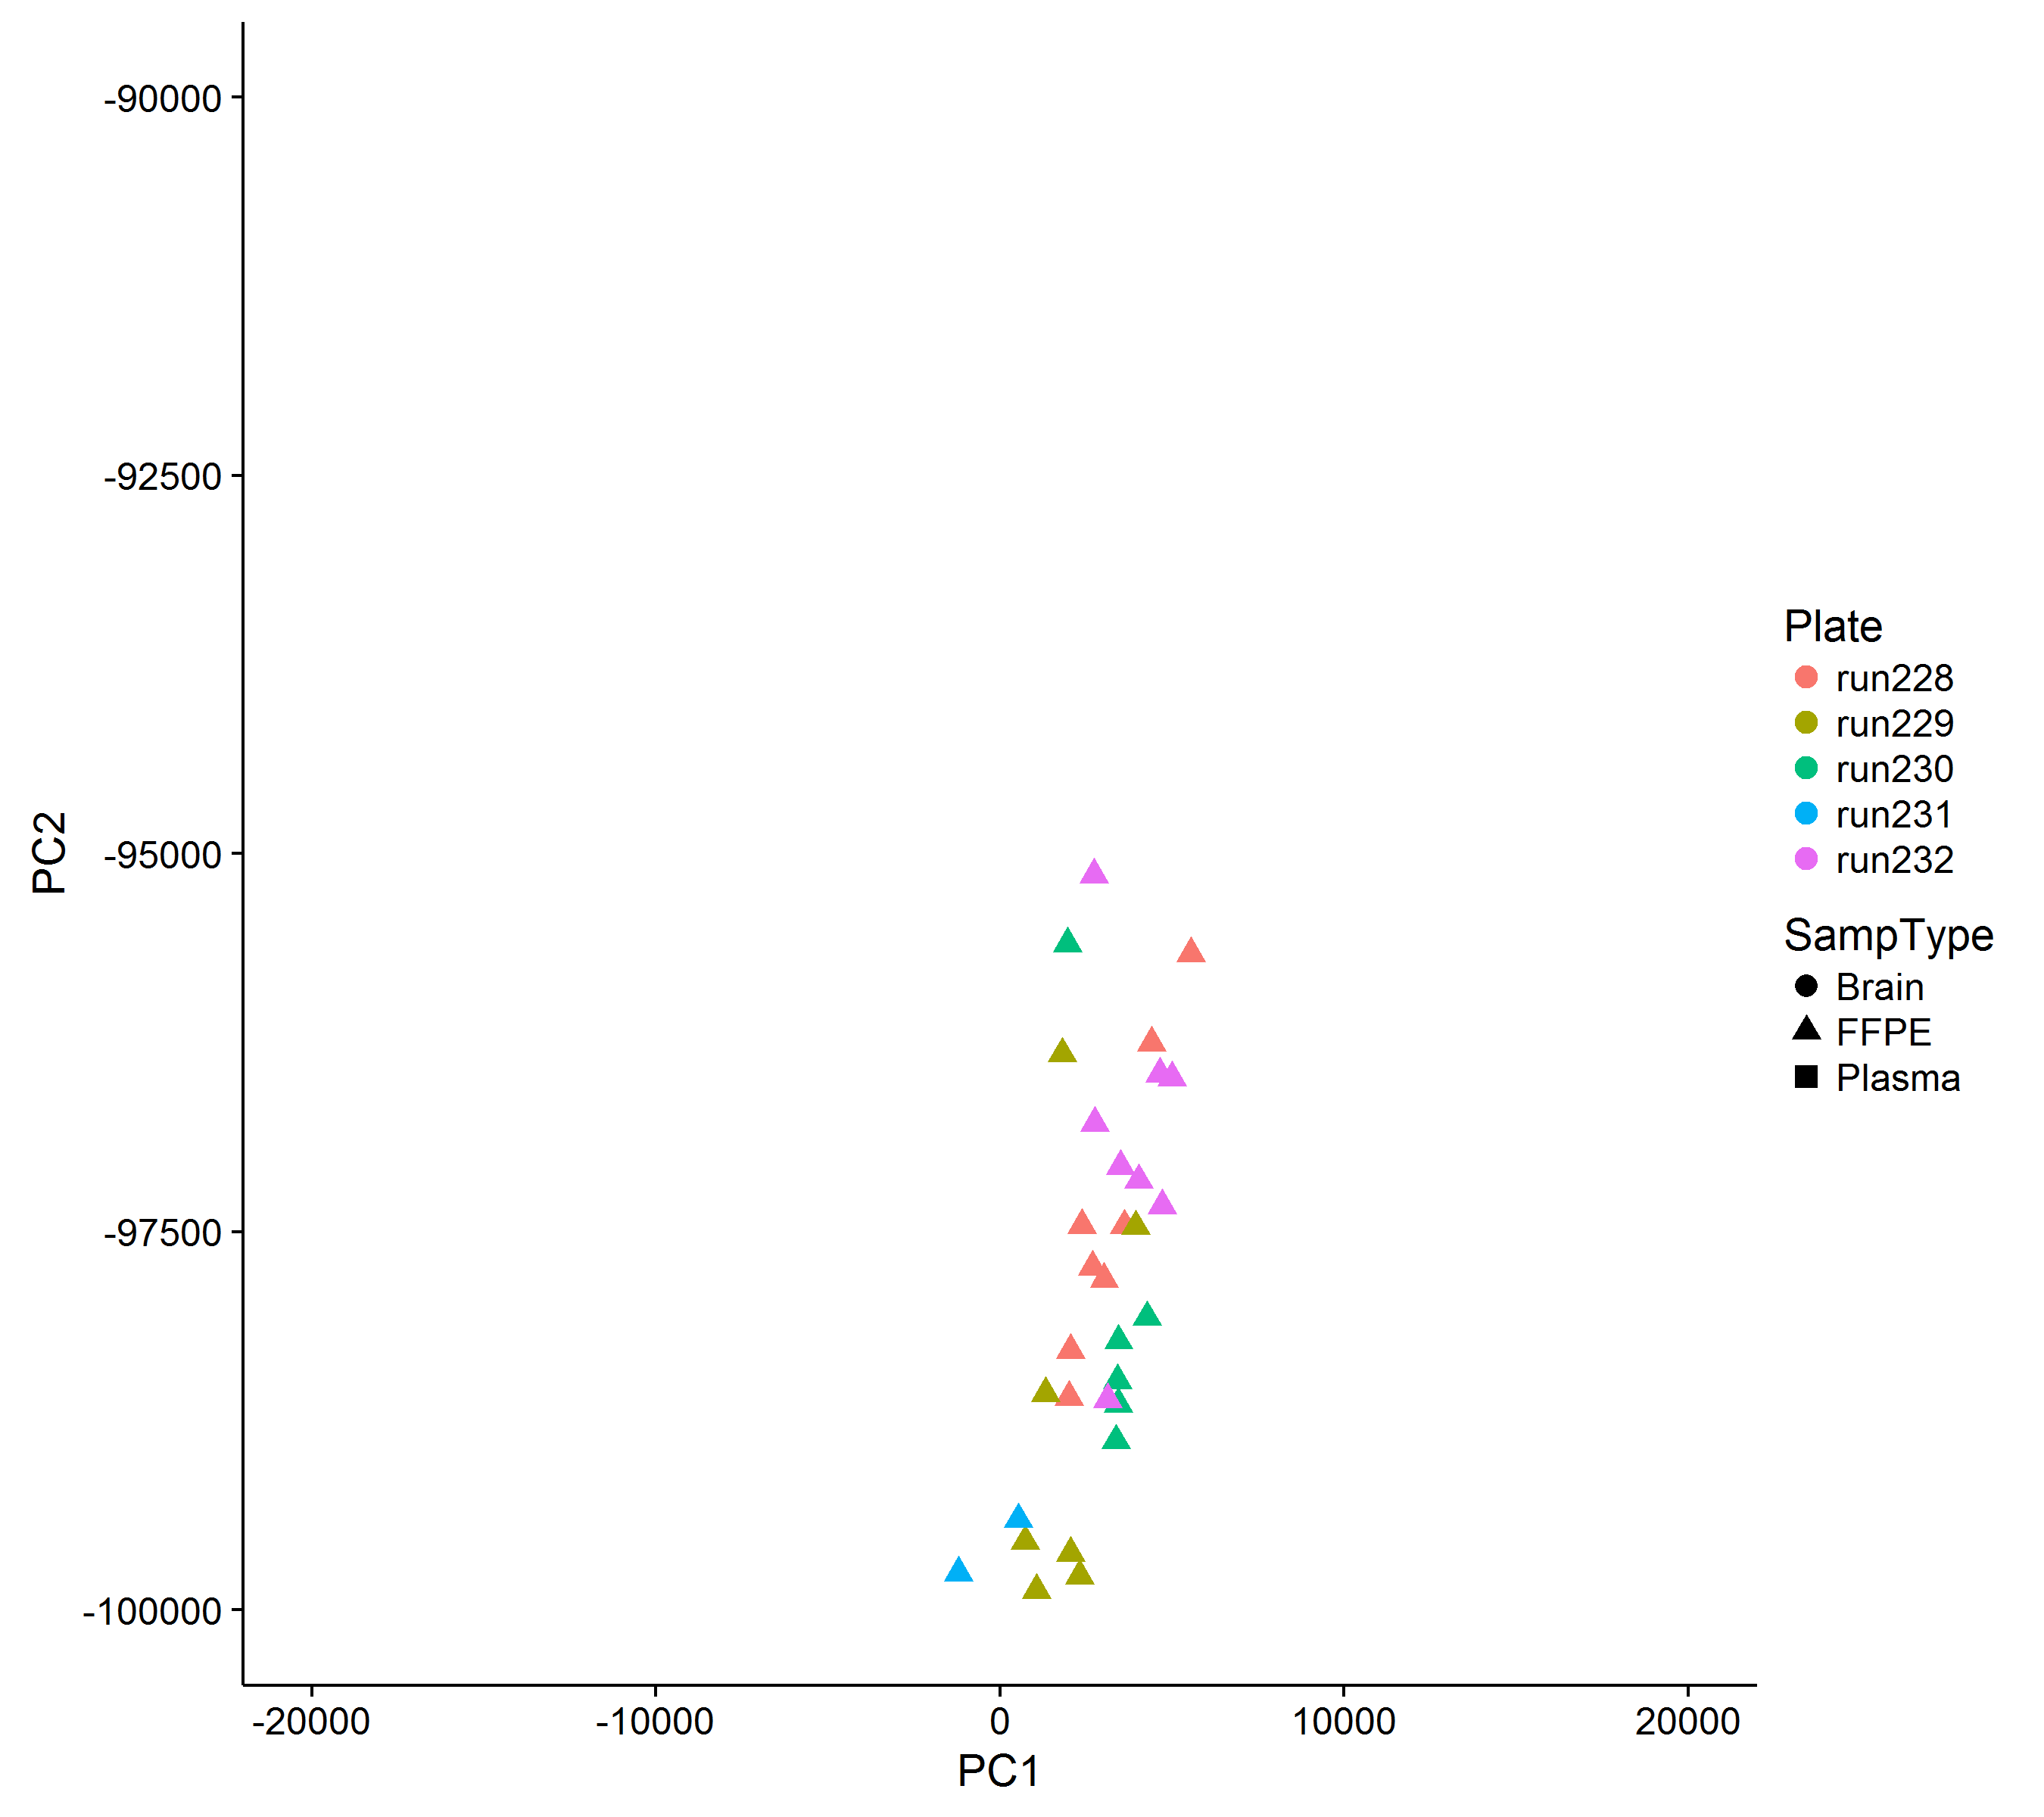 -90000
-92500
-95000
-97500
-100000
PC2
-20000
-10000
0
10000
20000
PC1
Plate
run228
run229
run230
run231
run232
SampType
Brain
FFPE
Plasma